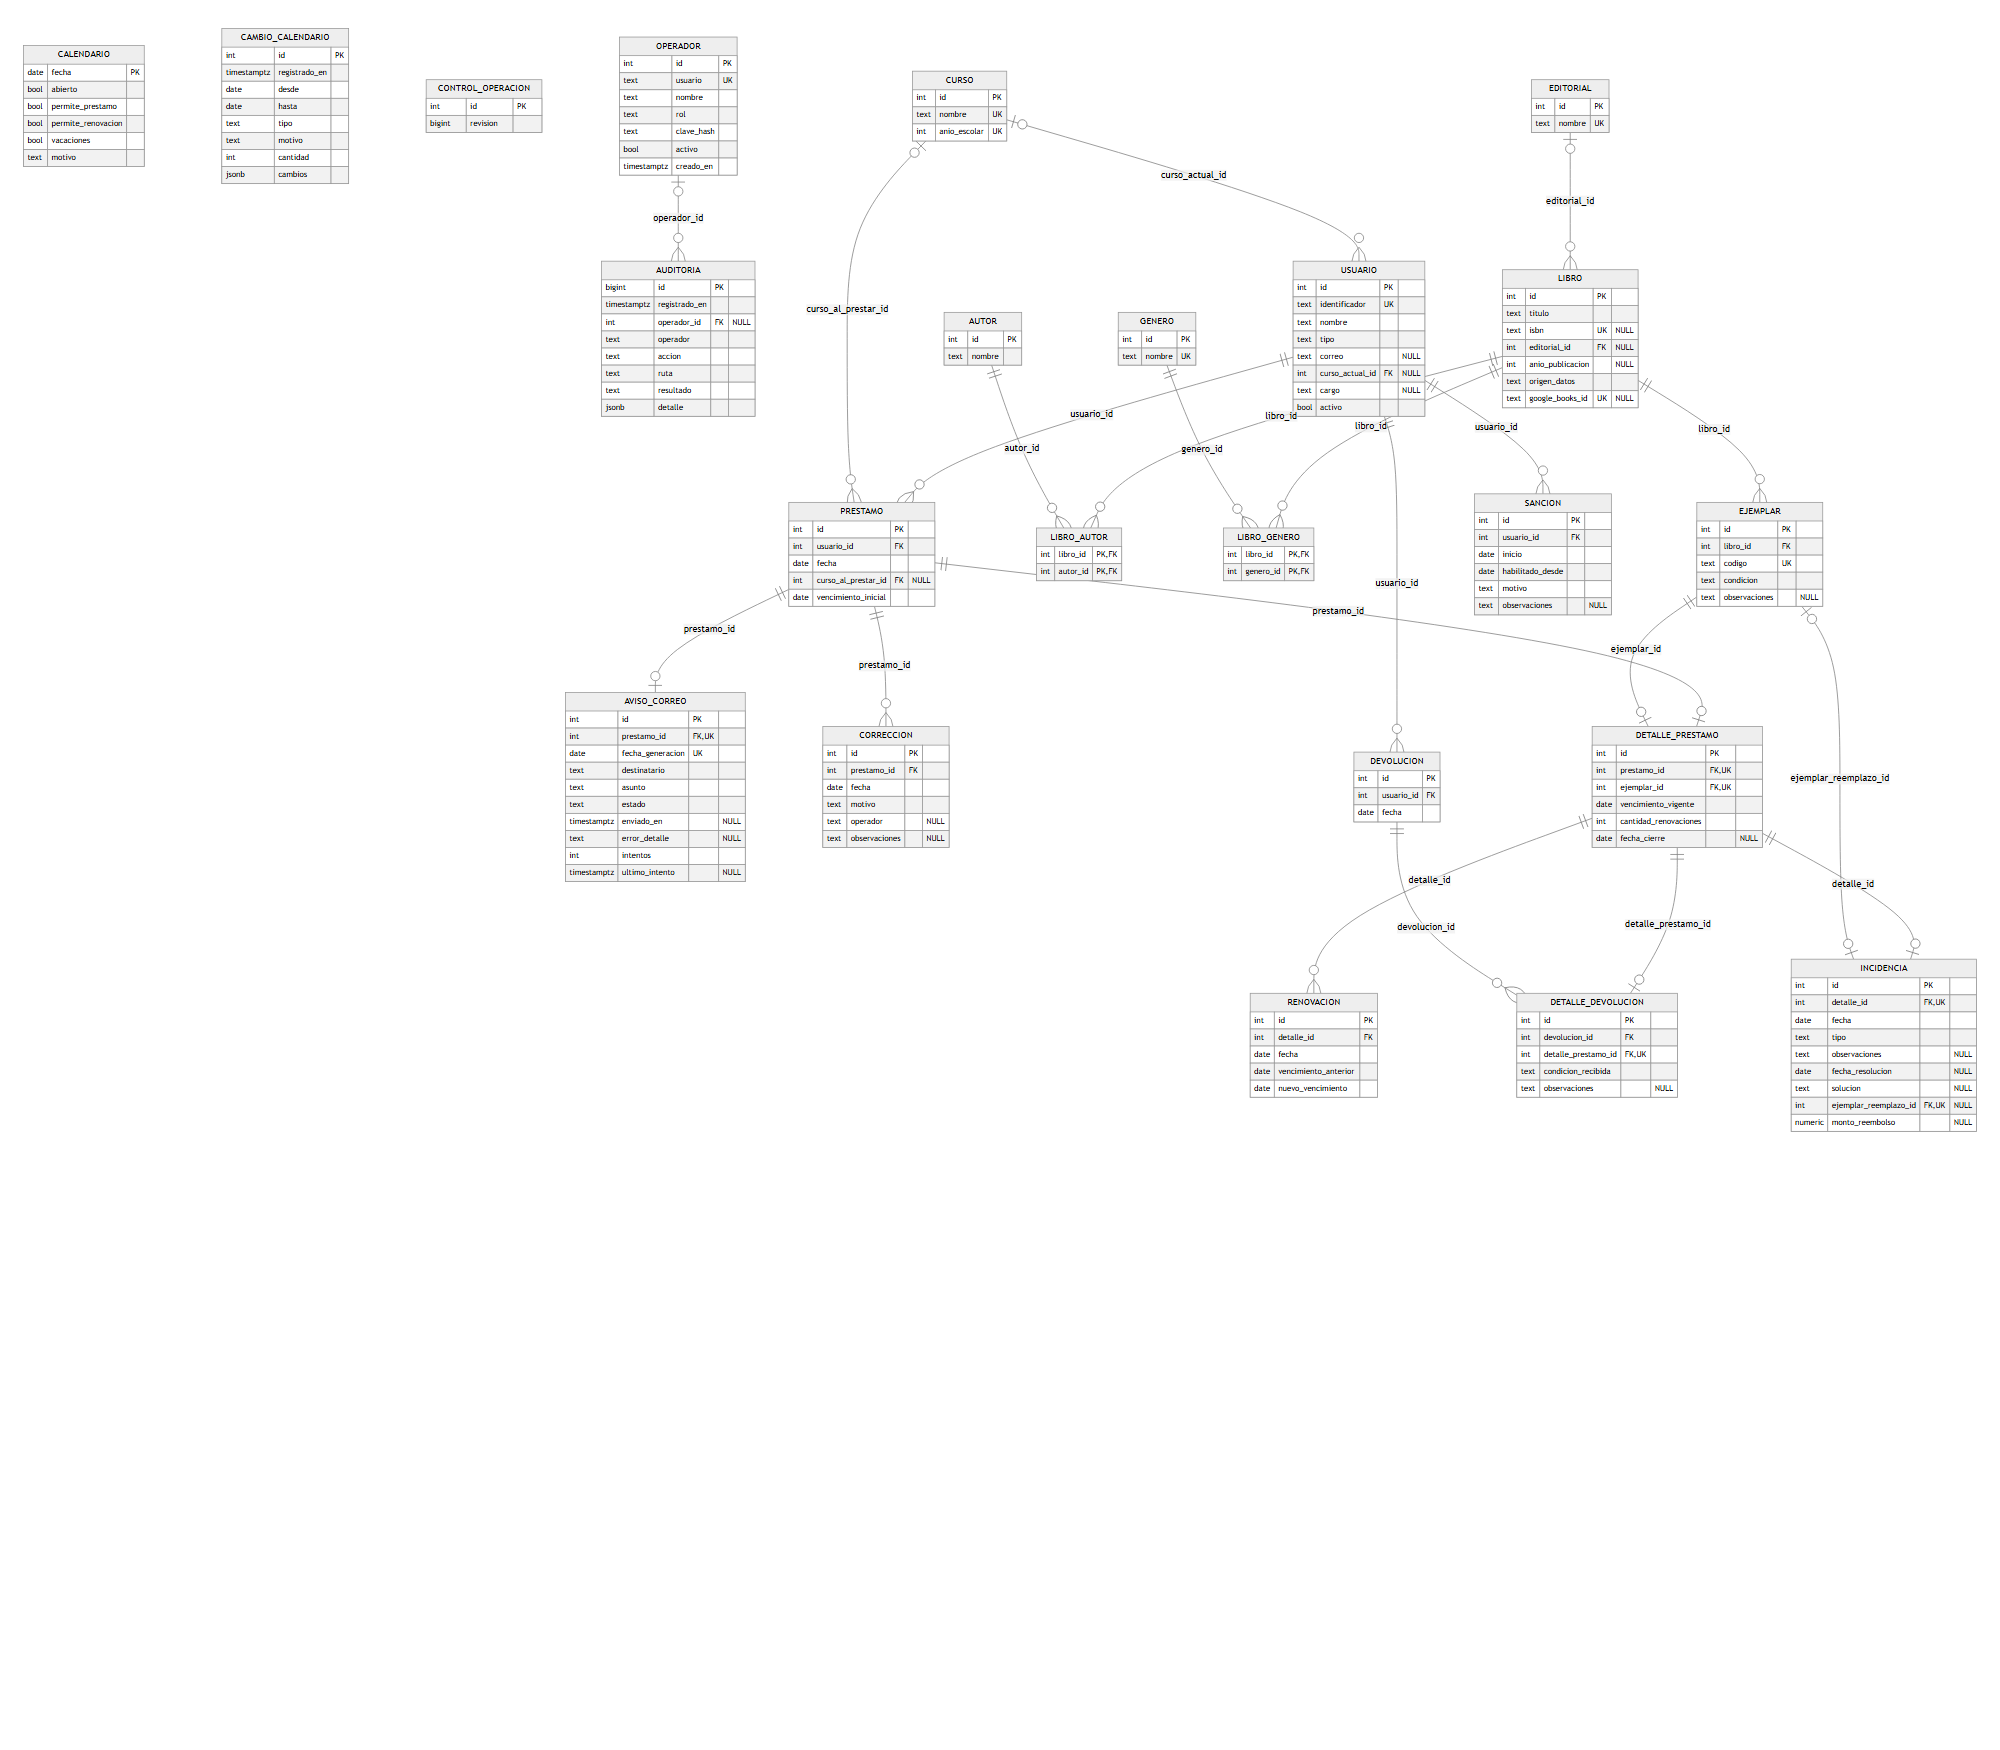 CALENDARIO
date fecha PK
bool abierto
bool permite_prestamo
bool permite_renovacion
bool vacaciones
text motivo
CAMBIO_CALENDARIO
int id PK
timestamptz registrado_en
date desde
date hasta
text tipo
text motivo
int cantidad
jsonb cambios
CONTROL_OPERACION
int id PK
bigint revision
OPERADOR
int id PK
text usuario UK
text nombre
text rol
text clave_hash
bool activo
timestamptz creado_en
CURSO
int id PK
text nombre UK
int anio_escolar UK
EDITORIAL
int id PK
text nombre UK
curso_actual_id
editorial_id
operador_id
AUDITORIA
bigint id PK
timestamptz registrado_en
int operador_id FK NULL
text operador
text accion
text ruta
text resultado
jsonb detalle
curso_al_prestar_id
AUTOR
int id PK
text nombre
GENERO
int id PK
text nombre UK
USUARIO
int id PK
text identificador UK
text nombre
text tipo
text correo NULL
int curso_actual_id FK NULL
text cargo NULL
bool activo
LIBRO
int id PK
text titulo
text isbn UK NULL
int editorial_id FK NULL
int anio_publicacion NULL
text origen_datos
text google_books_id UK NULL
usuario_id
libro_id
libro_id
usuario_id
libro_id
autor_id
genero_id
PRESTAMO
int id PK
int usuario_id FK
date fecha
int curso_al_prestar_id FK NULL
date vencimiento_inicial
LIBRO_AUTOR
int libro_id PK,FK
int autor_id PK,FK
LIBRO_GENERO
int libro_id PK,FK
int genero_id PK,FK
SANCION
int id PK
int usuario_id FK
date inicio
date habilitado_desde
text motivo
text observaciones NULL
EJEMPLAR
int id PK
int libro_id FK
text codigo UK
text condicion
text observaciones NULL
usuario_id
prestamo_id
prestamo_id
prestamo_id
ejemplar_id
AVISO_CORREO
int id PK
int prestamo_id FK,UK
date fecha_generacion UK
text destinatario
text asunto
text estado
timestamptz enviado_en NULL
text error_detalle NULL
int intentos
timestamptz ultimo_intento NULL
CORRECCION
int id PK
int prestamo_id FK
date fecha
text motivo
text operador NULL
text observaciones NULL
DEVOLUCION
int id PK
int usuario_id FK
date fecha
DETALLE_PRESTAMO
int id PK
int prestamo_id FK,UK
int ejemplar_id FK,UK
date vencimiento_vigente
int cantidad_renovaciones
date fecha_cierre NULL
ejemplar_reemplazo_id
detalle_id
devolucion_id
detalle_prestamo_id
detalle_id
RENOVACION
int id PK
int detalle_id FK
date fecha
date vencimiento_anterior
date nuevo_vencimiento
DETALLE_DEVOLUCION
int id PK
int devolucion_id FK
int detalle_prestamo_id FK,UK
text condicion_recibida
text observaciones NULL
INCIDENCIA
int id PK
int detalle_id FK,UK
date fecha
text tipo
text observaciones NULL
date fecha_resolucion NULL
text solucion NULL
int ejemplar_reemplazo_id FK,UK NULL
numeric monto_reembolso NULL